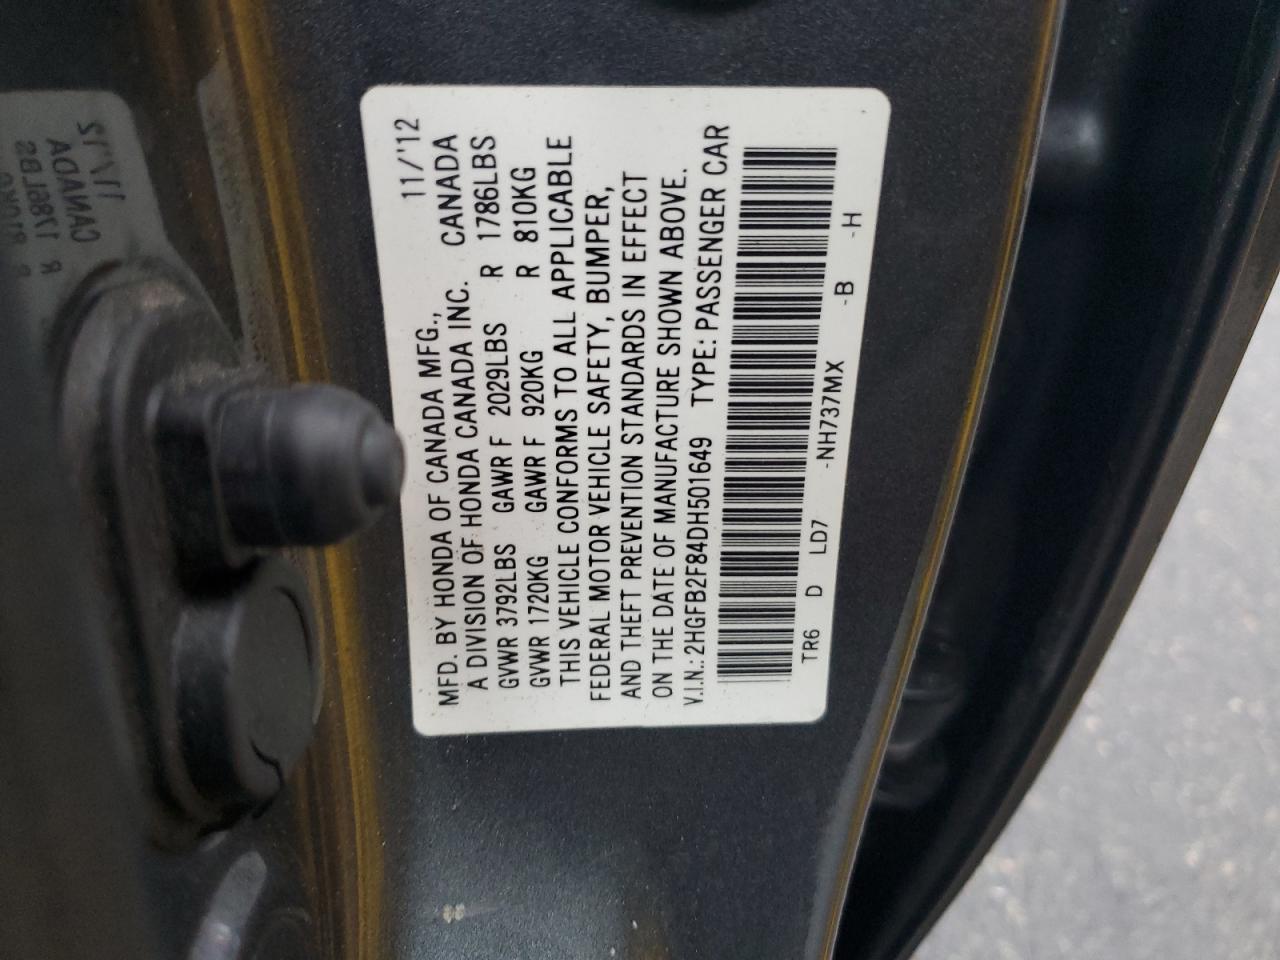 MFD. BY HONDA OF CANADA MFG., 11/'12
A DIVISION OF HONDA CANADA INC. CANADA
GVWR 3792LBS GAWR F 2029LBS R 1786LBS
GVWR 1720KG GAWR F 920KG R 810KG
THIS VEHICLE CONFORMS TO ALL APPLICABLE
FEDERAL MOTOR VEHICLE SAFETY, BUMPER,
AND THEFT PREVENTION STANDARDS IN EFFECT
ON THE DATE OF MANUFACTURE SHOWN ABOVE.
V.I.N.: 2HGFB2F84DH501649 TYPE: PASSENGER CAR
TR6 D LD7 -NH737MX -B -H